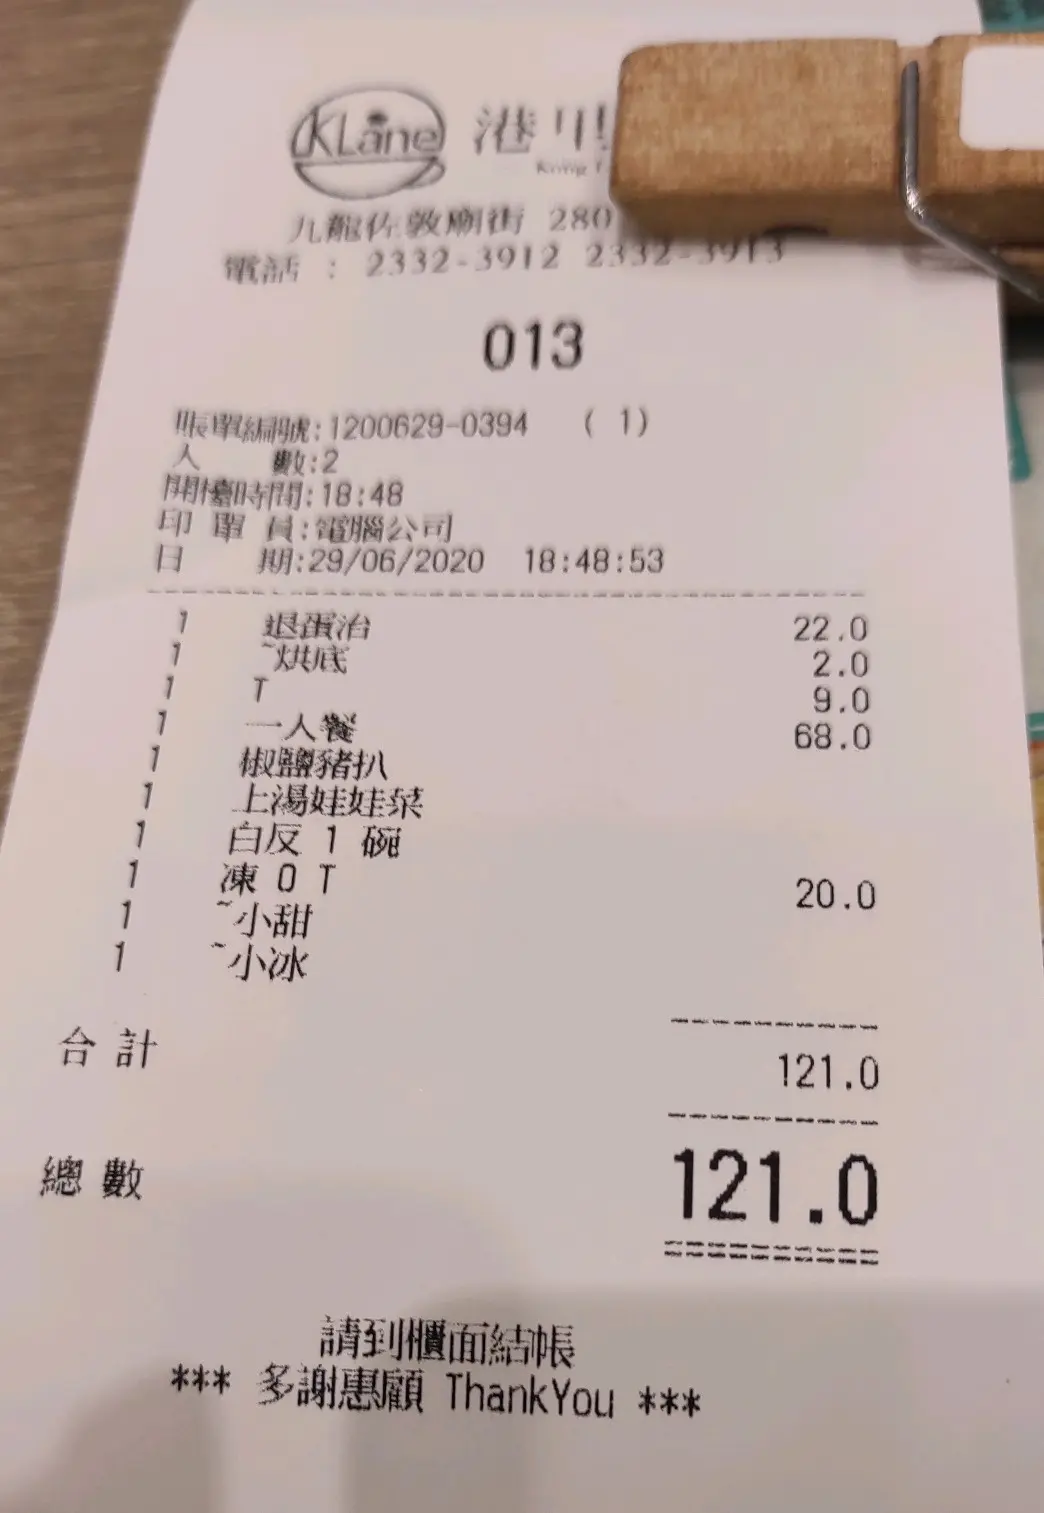 KLane 港
Kong
九龍佐敦廟街 280
電話 : 2332-3912 2332-3913
013
賬單編號:1200629-0394 ( 1)
人 數:2
開檯時間:18:48
印 單 員:電腦公司
日 期:29/06/2020 18:48:53
1 退蛋治 22.0
1 ~烘底 2.0
1 T 9.0
1 一人餐 68.0
1 椒鹽豬扒
1 上湯娃娃菜
1 白反 1 碗
1 凍 O T 20.0
1 ~小甜
1 ~小冰
合 計 121.0
總 數 121.0
請到櫃面結帳
*** 多謝惠顧 ThankYou ***